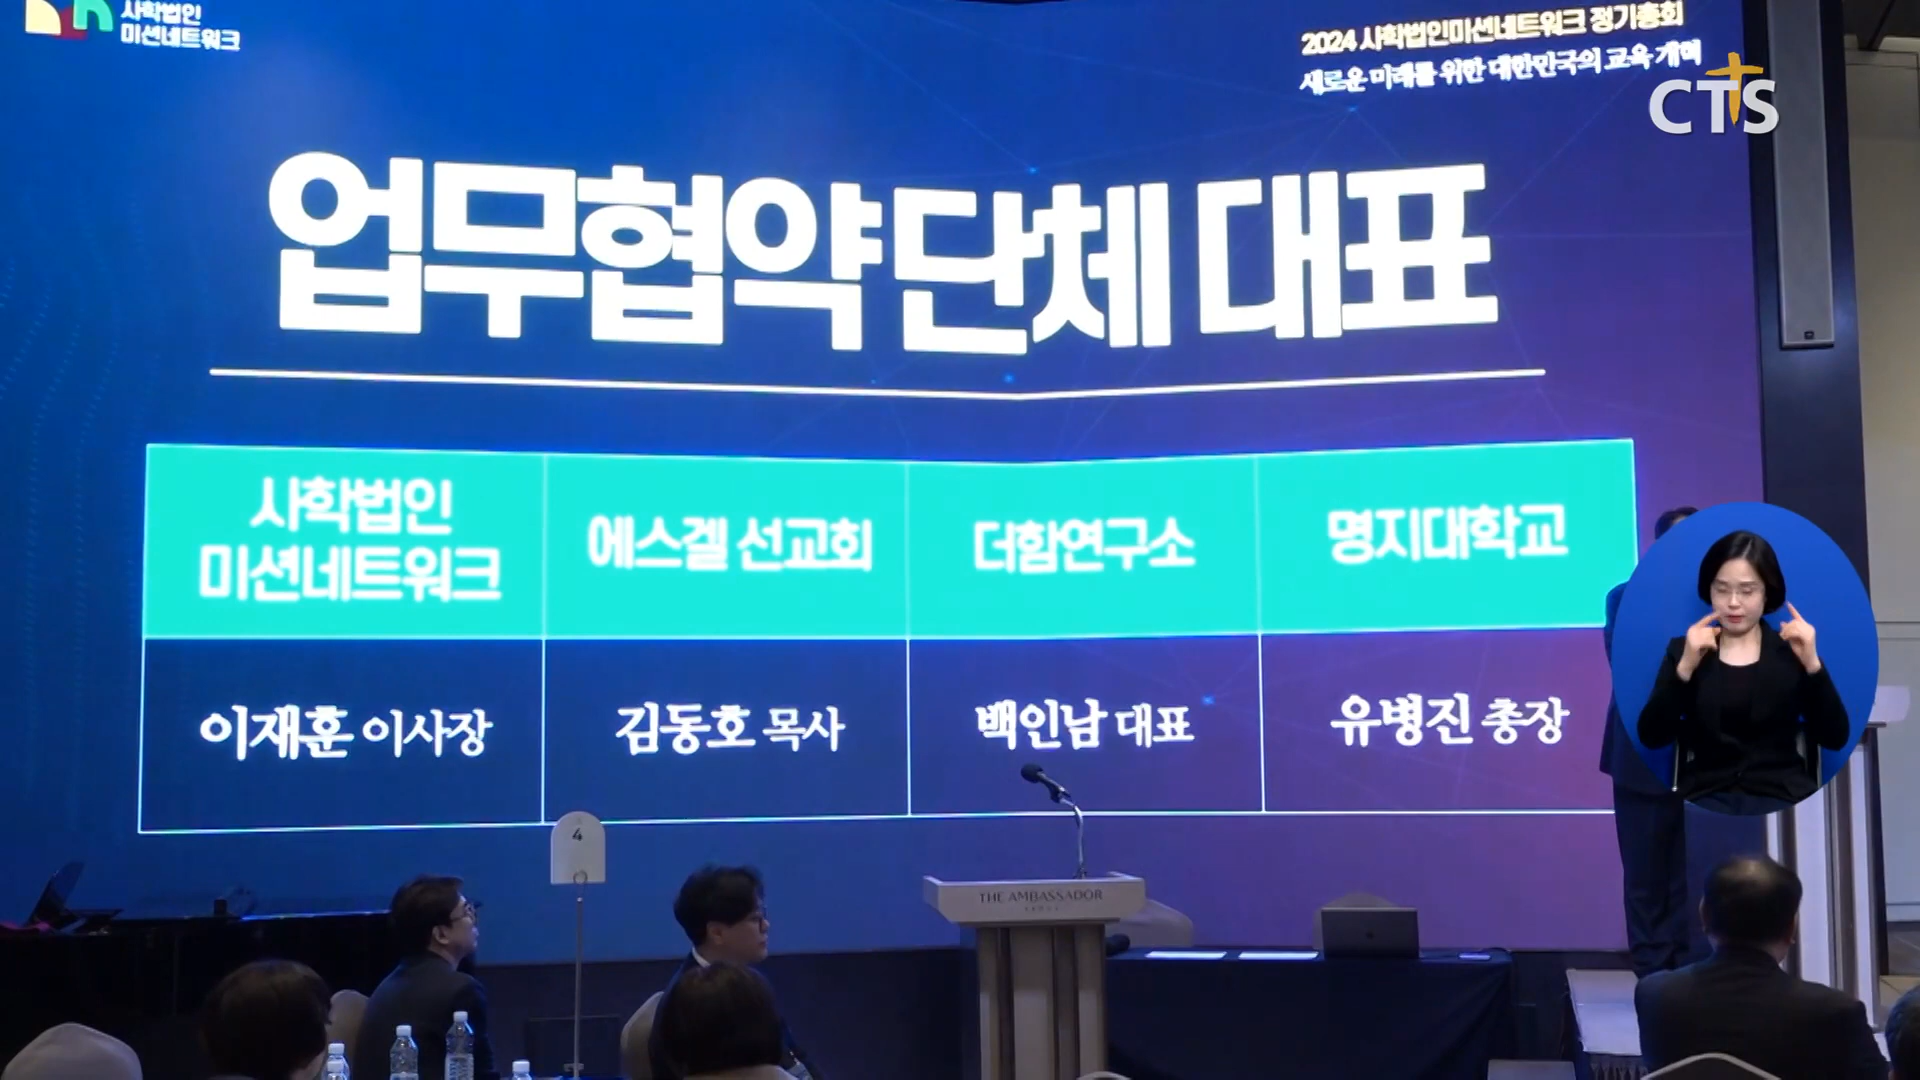 사학법인
미션네트워크
2024 사학법인미션네트워크 정기총회
새로운 미래를 위한 대한민국의 교육 개혁
CTS
업무협약 단체 대표
사학법인
미션네트워크
에스겔 선교회
더함연구소
명지대학교
이재훈 이사장
김동호 목사
백인남 대표
유병진 총장
4
THE AMBASSADOR